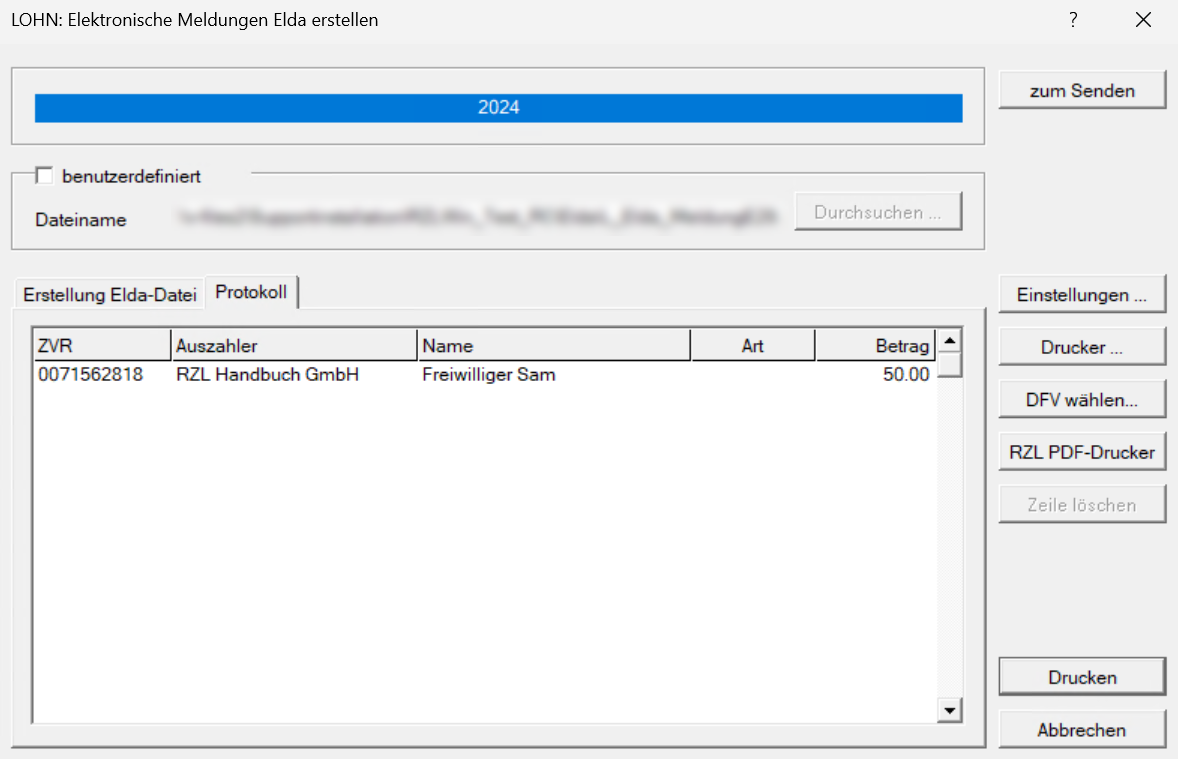 LOHN: Elektronische Meldungen Elda erstellen ?
2024
zum Senden
benutzerdefiniert
Dateiname
Durchsuchen ...
Erstellung Elda-Datei Protokoll
Einstellungen ...
ZVR Auszahler Name Art Betrag
0071562818 RZL Handbuch GmbH Freiwilliger Sam 50.00
Drucker ...
DFV wählen...
RZL PDF-Drucker
Zeile löschen
Drucken
Abbrechen